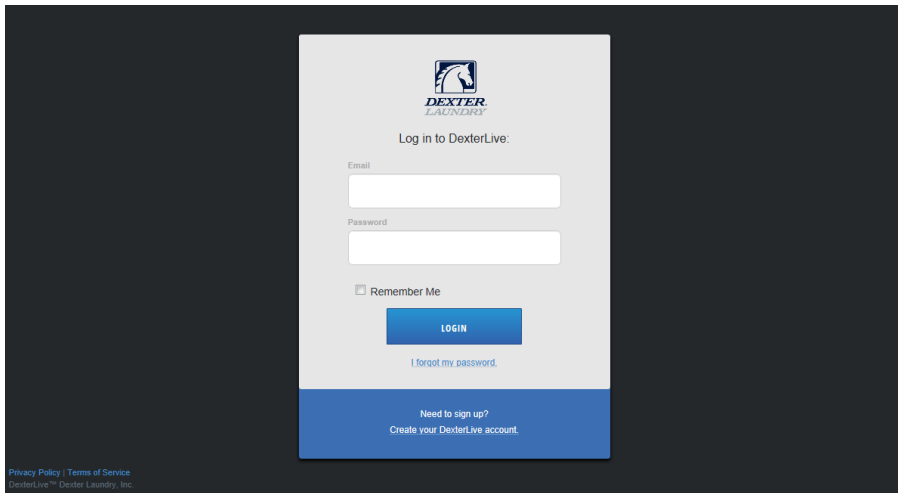 DEXTER
LAUNDRY
Log in to DexterLive:
Email
Password
Remember Me
LOGIN
I forgot my password.
Need to sign up?
Create your DexterLive account.
Privacy Policy | Terms of Service
DexterLive™ Dexter Laundry, Inc.